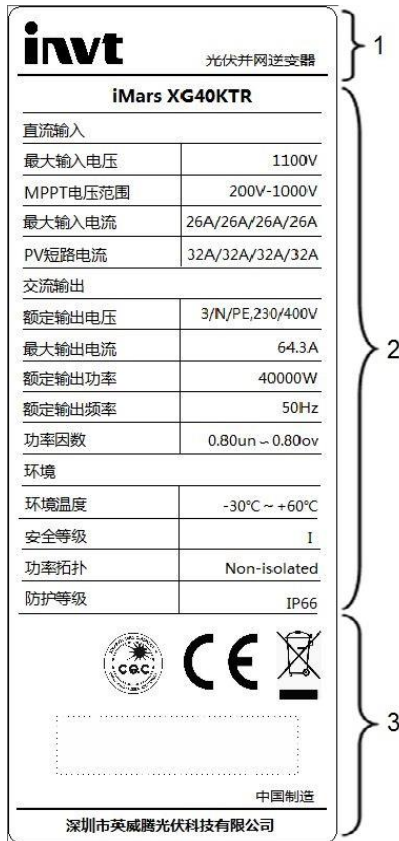 invt
光伏并网逆变器
1
iMars XG40KTR
直流输入
最大输入电压 1100V
MPPT电压范围 200V-1000V
最大输入电流 26A/26A/26A/26A
PV短路电流 32A/32A/32A/32A
交流输出
额定输出电压 3/N/PE,230/400V
最大输出电流 64.3A
2
额定输出功率 40000W
额定输出频率 50Hz
功率因数 0.80un ~ 0.80ov
环境
环境温度 -30℃ ~ +60℃
安全等级 I
功率拓扑 Non-isolated
防护等级 IP66
CQC CE
3
中国制造
深圳市英威腾光伏科技有限公司